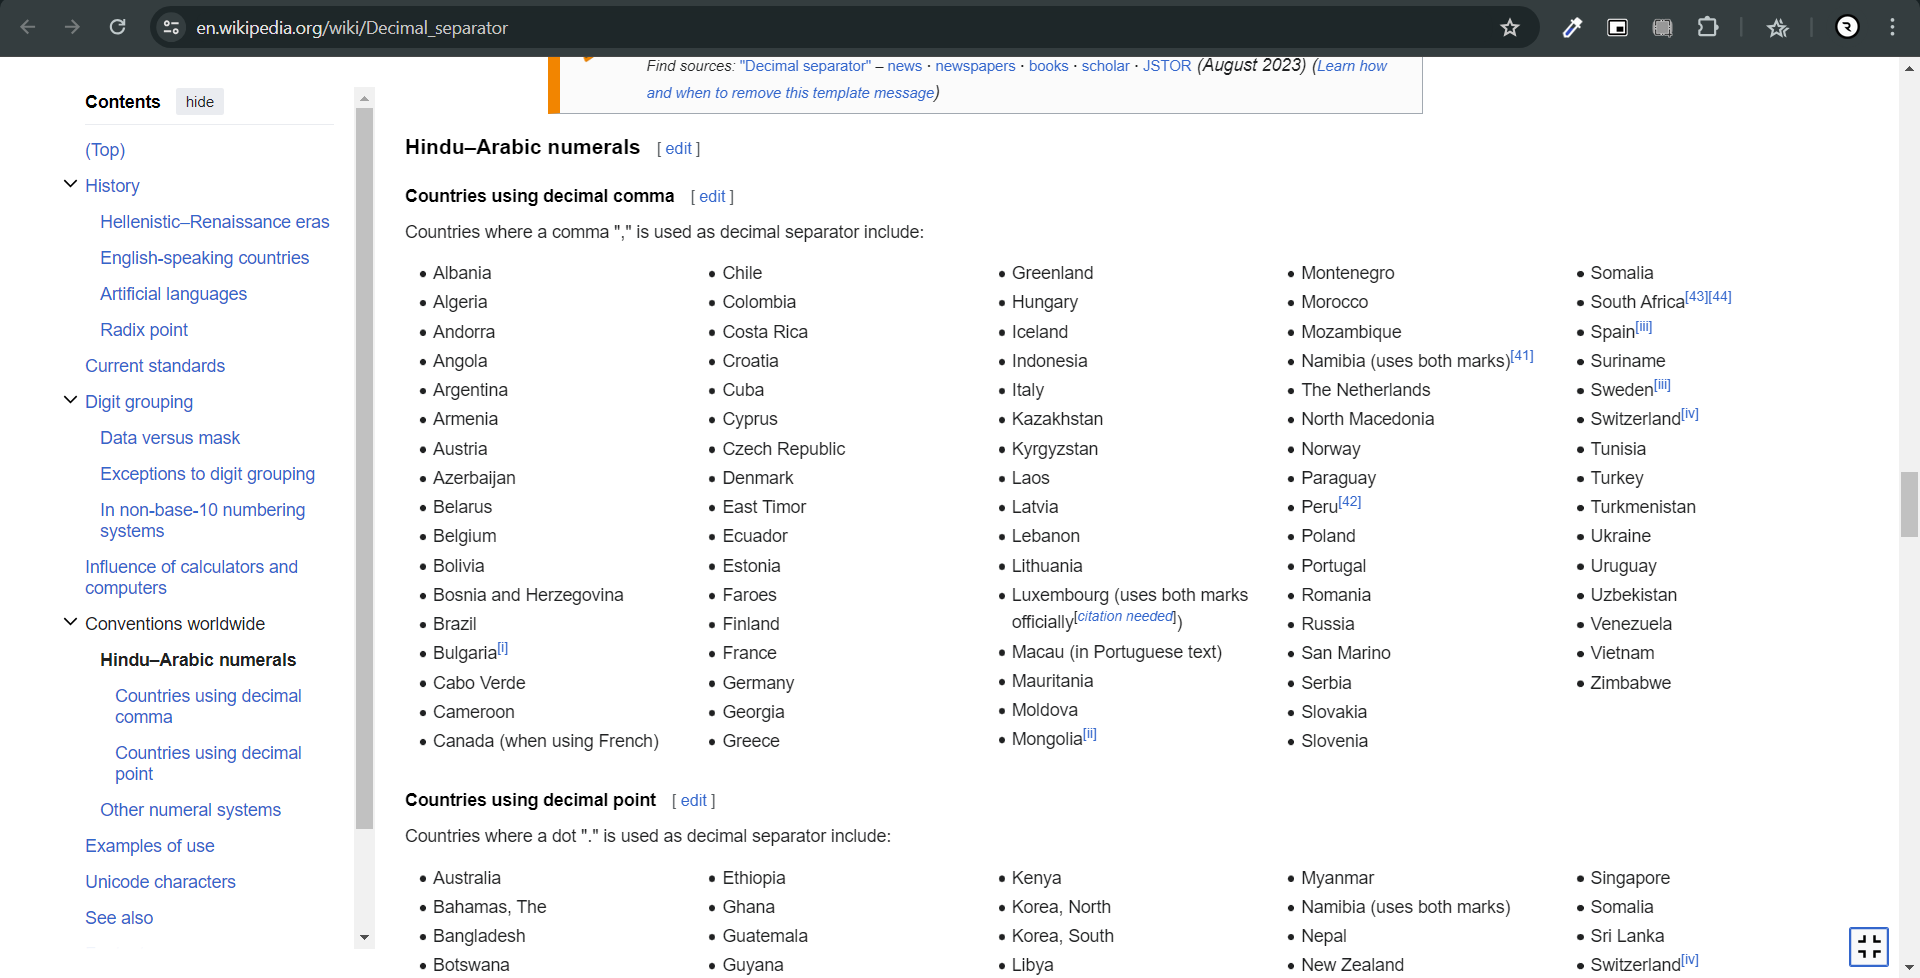 en.wikipedia.org/wiki/Decimal_separator
Find sources: "Decimal separator" – news · newspapers · books · scholar · JSTOR (August 2023) (Learn how
and when to remove this template message)
Contents hide
(Top)
History
Hellenistic–Renaissance eras
English-speaking countries
Artificial languages
Radix point
Current standards
Digit grouping
Data versus mask
Exceptions to digit grouping
In non-base-10 numbering
systems
Influence of calculators and
computers
Conventions worldwide
Hindu–Arabic numerals
Countries using decimal
comma
Countries using decimal
point
Other numeral systems
Examples of use
Unicode characters
See also
Hindu–Arabic numerals [ edit ]
Countries using decimal comma [ edit ]
Countries where a comma "," is used as decimal separator include:
• Albania
• Algeria
• Andorra
• Angola
• Argentina
• Armenia
• Austria
• Azerbaijan
• Belarus
• Belgium
• Bolivia
• Bosnia and Herzegovina
• Brazil
• Bulgaria[i]
• Cabo Verde
• Cameroon
• Canada (when using French)
• Chile
• Colombia
• Costa Rica
• Croatia
• Cuba
• Cyprus
• Czech Republic
• Denmark
• East Timor
• Ecuador
• Estonia
• Faroes
• Finland
• France
• Germany
• Georgia
• Greece
• Greenland
• Hungary
• Iceland
• Indonesia
• Italy
• Kazakhstan
• Kyrgyzstan
• Laos
• Latvia
• Lebanon
• Lithuania
• Luxembourg (uses both marks
officially[citation needed])
• Macau (in Portuguese text)
• Mauritania
• Moldova
• Mongolia[ii]
• Montenegro
• Morocco
• Mozambique
• Namibia (uses both marks)[41]
• The Netherlands
• North Macedonia
• Norway
• Paraguay
• Peru[42]
• Poland
• Portugal
• Romania
• Russia
• San Marino
• Serbia
• Slovakia
• Slovenia
• Somalia
• South Africa[43][44]
• Spain[iii]
• Suriname
• Sweden[iii]
• Switzerland[iv]
• Tunisia
• Turkey
• Turkmenistan
• Ukraine
• Uruguay
• Uzbekistan
• Venezuela
• Vietnam
• Zimbabwe
Countries using decimal point [ edit ]
Countries where a dot "." is used as decimal separator include:
• Australia
• Bahamas, The
• Bangladesh
• Botswana
• Ethiopia
• Ghana
• Guatemala
• Guyana
• Kenya
• Korea, North
• Korea, South
• Libya
• Myanmar
• Namibia (uses both marks)
• Nepal
• New Zealand
• Singapore
• Somalia
• Sri Lanka
• Switzerland[iv]